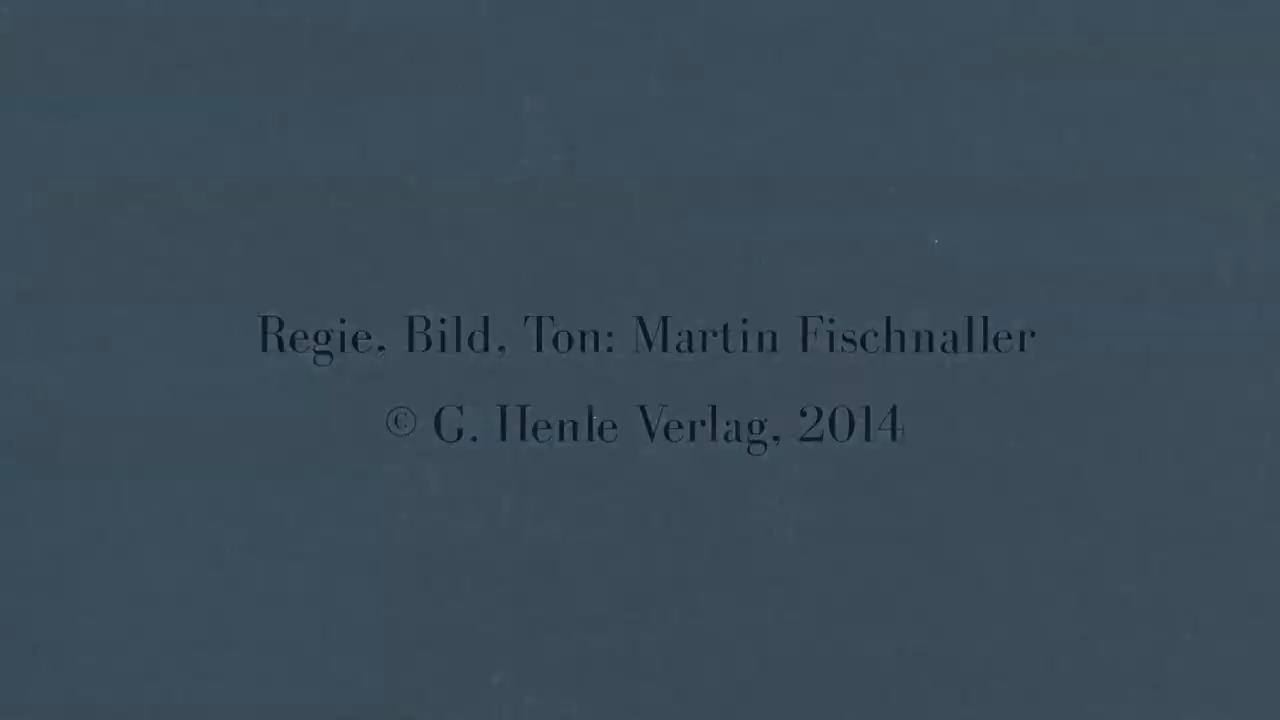 Regie, Bild, Ton: Martin Fischnaller
© G. Henle Verlag, 2014